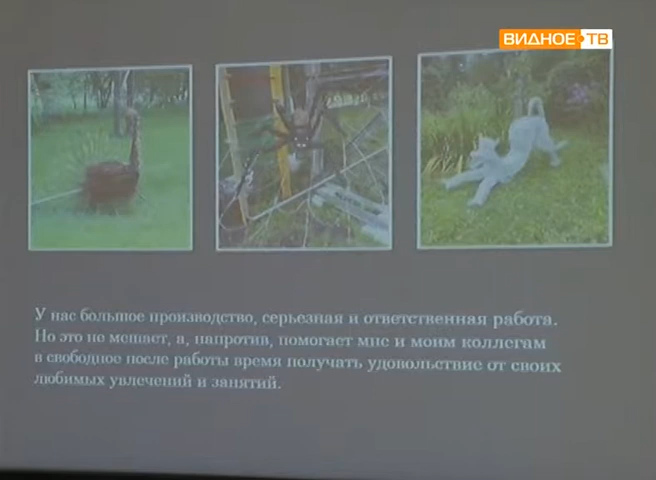 ВИДНОЕ·ТВ
У нас большое производство, серьезная и ответственная работа.
Но это не мешает, а, напротив, помогает мне и моим коллегам
в свободное после работы время получать удовольствие от своих
любимых увлечений и занятий.